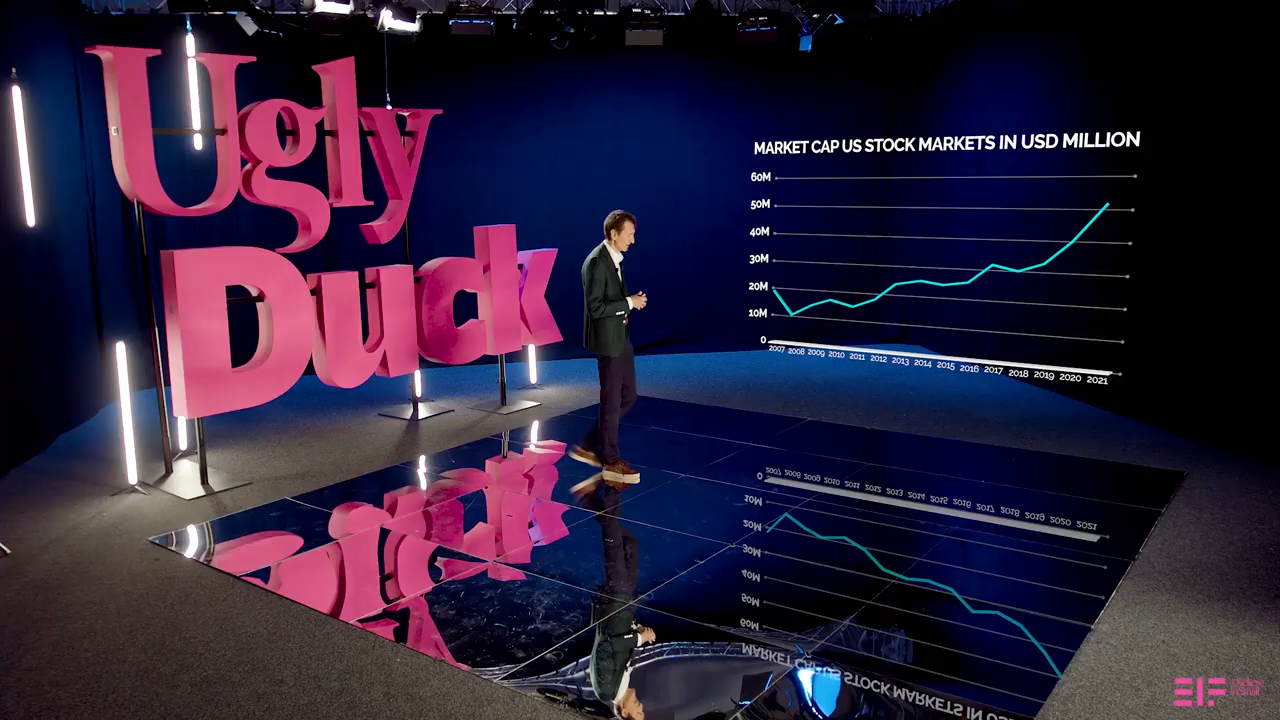 Ugly
Duck
MARKET CAP US STOCK MARKETS IN USD MILLION
60M
50M
40M
30M
20M
10M
0
2007 2008 2009 2010 2011 2012 2013 2014 2015 2016 2017 2018 2019 2020 2021